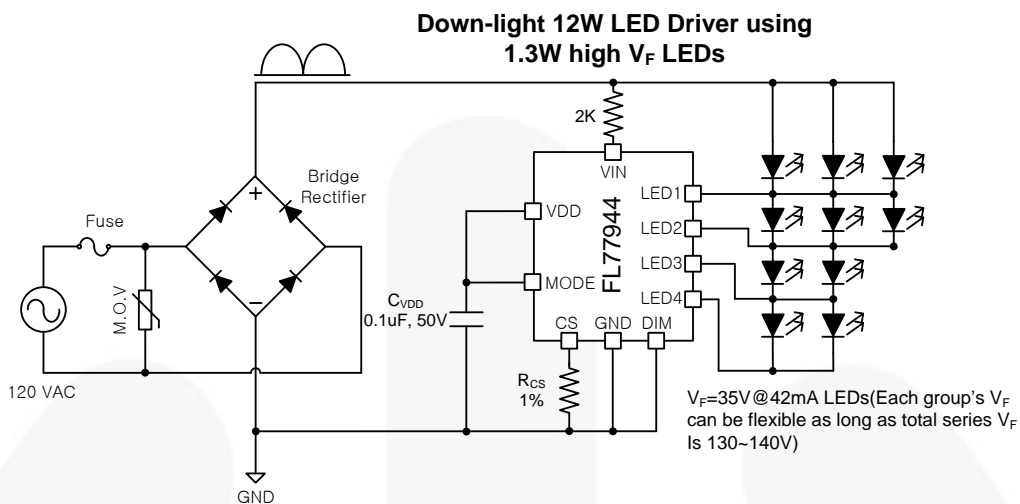 Down-light 12W LED Driver using
1.3W high VF LEDs
2K
VIN
Bridge
Rectifier
Fuse
+
−
M.O.V
120 VAC
CVDD
0.1uF, 50V
VDD
MODE
FL77944
LED1
LED2
LED3
LED4
CS
GND
DIM
RCS
1%
VF=35V@42mA LEDs(Each group's VF
can be flexible as long as total series VF
Is 130~140V)
GND